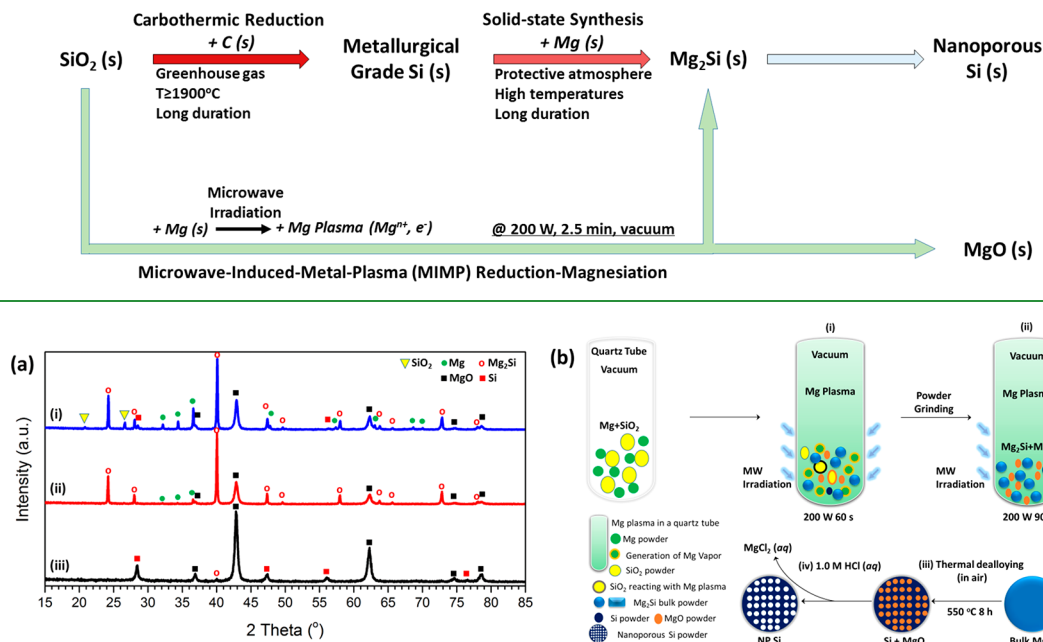 Carbothermic Reduction
+ C (s)
Solid-state Synthesis
+ Mg (s)
SiO2 (s)
Metallurgical
Grade Si (s)
Mg2Si (s)
Nanoporous
Si (s)
Greenhouse gas
T≥1900°C
Long duration
Protective atmosphere
High temperatures
Long duration
Microwave
Irradiation
+ Mg (s)
+ Mg Plasma (Mgn+, e-)
@ 200 W, 2.5 min, vacuum
MgO (s)
Microwave-Induced-Metal-Plasma (MIMP) Reduction-Magnesiation
(a)
SiO2
Mg
Mg2Si
MgO
Si
(i)
(ii)
(iii)
Intensity (a.u.)
15 20 25 30 35 40 45 50 55 60 65 70 75 80 85
2 Theta (°)
(b)
Quartz Tube
Vacuum
Mg+SiO2
(i)
Vacuum
Mg Plasma
MW
Irradiation
200 W 60 s
Powder
Grinding
(ii)
Vacuum
Mg Plasm
Mg2Si+M
MW
Irradiation
200 W 90
Mg plasma in a quartz tube
Mg powder
Generation of Mg Vapor
SiO2 powder
SiO2 reacting with Mg plasma
Mg2Si bulk powder
Si powder
MgO powder
Nanoporous Si powder
MgCl2 (aq)
(iv) 1.0 M HCl (aq)
(iii) Thermal dealloying
(in air)
550 °C 8 h
NP Si
Si + MgO
Bulk M